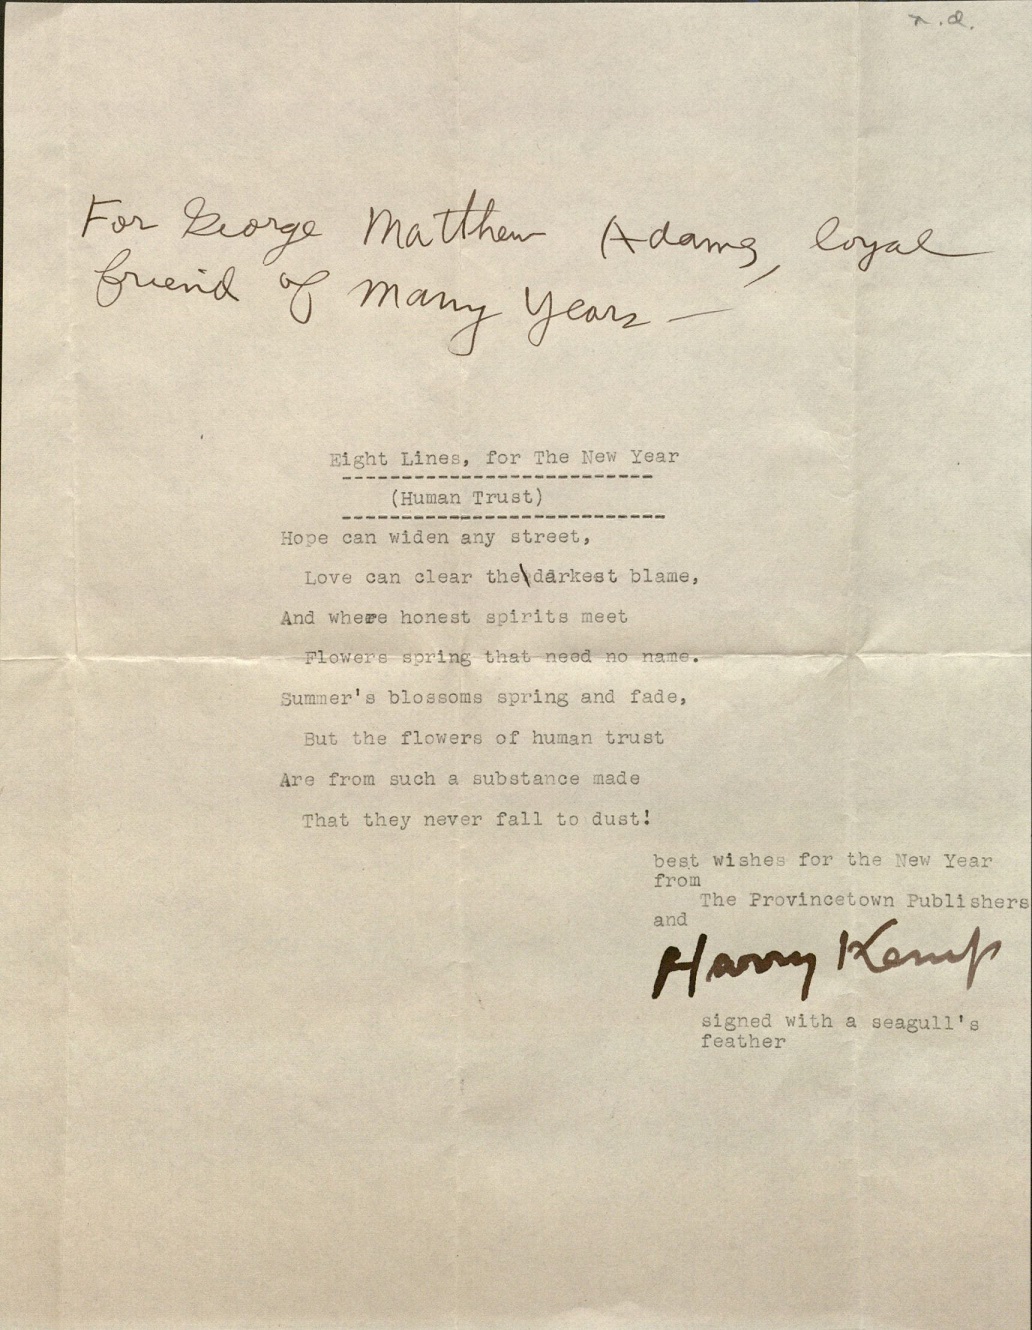 n.d.
For George Matthew Adams, loyal
friend of Many Years —
Eight Lines, for The New Year
(Human Trust)
Hope can widen any street,
Love can clear the\darkest blame,
And where honest spirits meet
Flowers spring that need no name.
Summer's blossoms spring and fade,
But the flowers of human trust
Are from such a substance made
That they never fall to dust!
best wishes for the New Year
from
The Provincetown Publishers
and
Harry Kemp
signed with a seagull's
feather